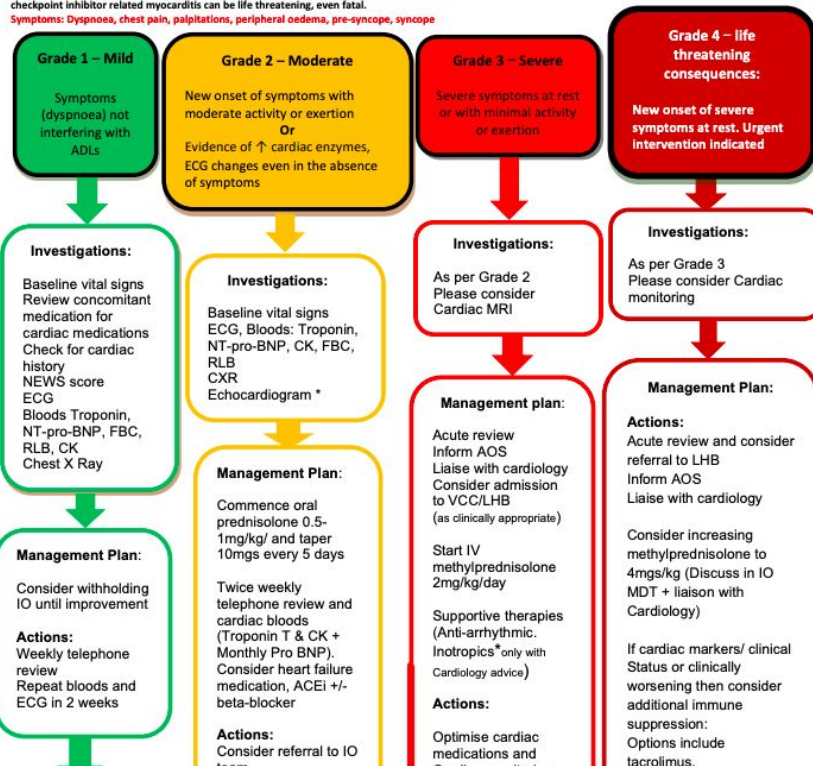 checkpoint inhibitor related myocarditis can be life threatening, even fatal.
Symptoms: Dyspnoea, chest pain, palpitations, peripheral oedema, pre-syncope, syncope
Grade 1 – Mild
Symptoms
(dyspnoea) not
interfering with
ADLs
Investigations:
Baseline vital signs
Review concomitant
medication for
cardiac medications
Check for cardiac
history
NEWS score
ECG
Bloods Troponin,
NT-pro-BNP, FBC,
RLB, CK
Chest X Ray
Management Plan:
Consider withholding
IO until improvement
Actions:
Weekly telephone
review
Repeat bloods and
ECG in 2 weeks
Grade 2 – Moderate
New onset of symptoms with
moderate activity or exertion
Or
Evidence of ↑ cardiac enzymes,
ECG changes even in the absence
of symptoms
Investigations:
Baseline vital signs
ECG, Bloods: Troponin,
NT-pro-BNP, CK, FBC,
RLB
CXR
Echocardiogram *
Management Plan:
Commence oral
prednisolone 0.5-
1mg/kg/ and taper
10mgs every 5 days
Twice weekly
telephone review and
cardiac bloods
(Troponin T & CK +
Monthly Pro BNP).
Consider heart failure
medication, ACEi +/-
beta-blocker
Actions:
Consider referral to IO
team
Grade 3 – Severe
Severe symptoms at rest
or with minimal activity
or exertion
Investigations:
As per Grade 2
Please consider
Cardiac MRI
Management plan:
Acute review
Inform AOS
Liaise with cardiology
Consider admission
to VCC/LHB
(as clinically appropriate)
Start IV
methylprednisolone
2mg/kg/day
Supportive therapies
(Anti-arrhythmic.
Inotropics*only with
Cardiology advice)
Actions:
Optimise cardiac
medications and
Grade 4 – life
threatening
consequences:
New onset of severe
symptoms at rest. Urgent
intervention indicated
Investigations:
As per Grade 3
Please consider Cardiac
monitoring
Management Plan:
Actions:
Acute review and consider
referral to LHB
Inform AOS
Liaise with cardiology
Consider increasing
methylprednisolone to
4mgs/kg (Discuss in IO
MDT + liaison with
Cardiology)
If cardiac markers/ clinical
Status or clinically
worsening then consider
additional immune
suppression:
Options include
tacrolimus,